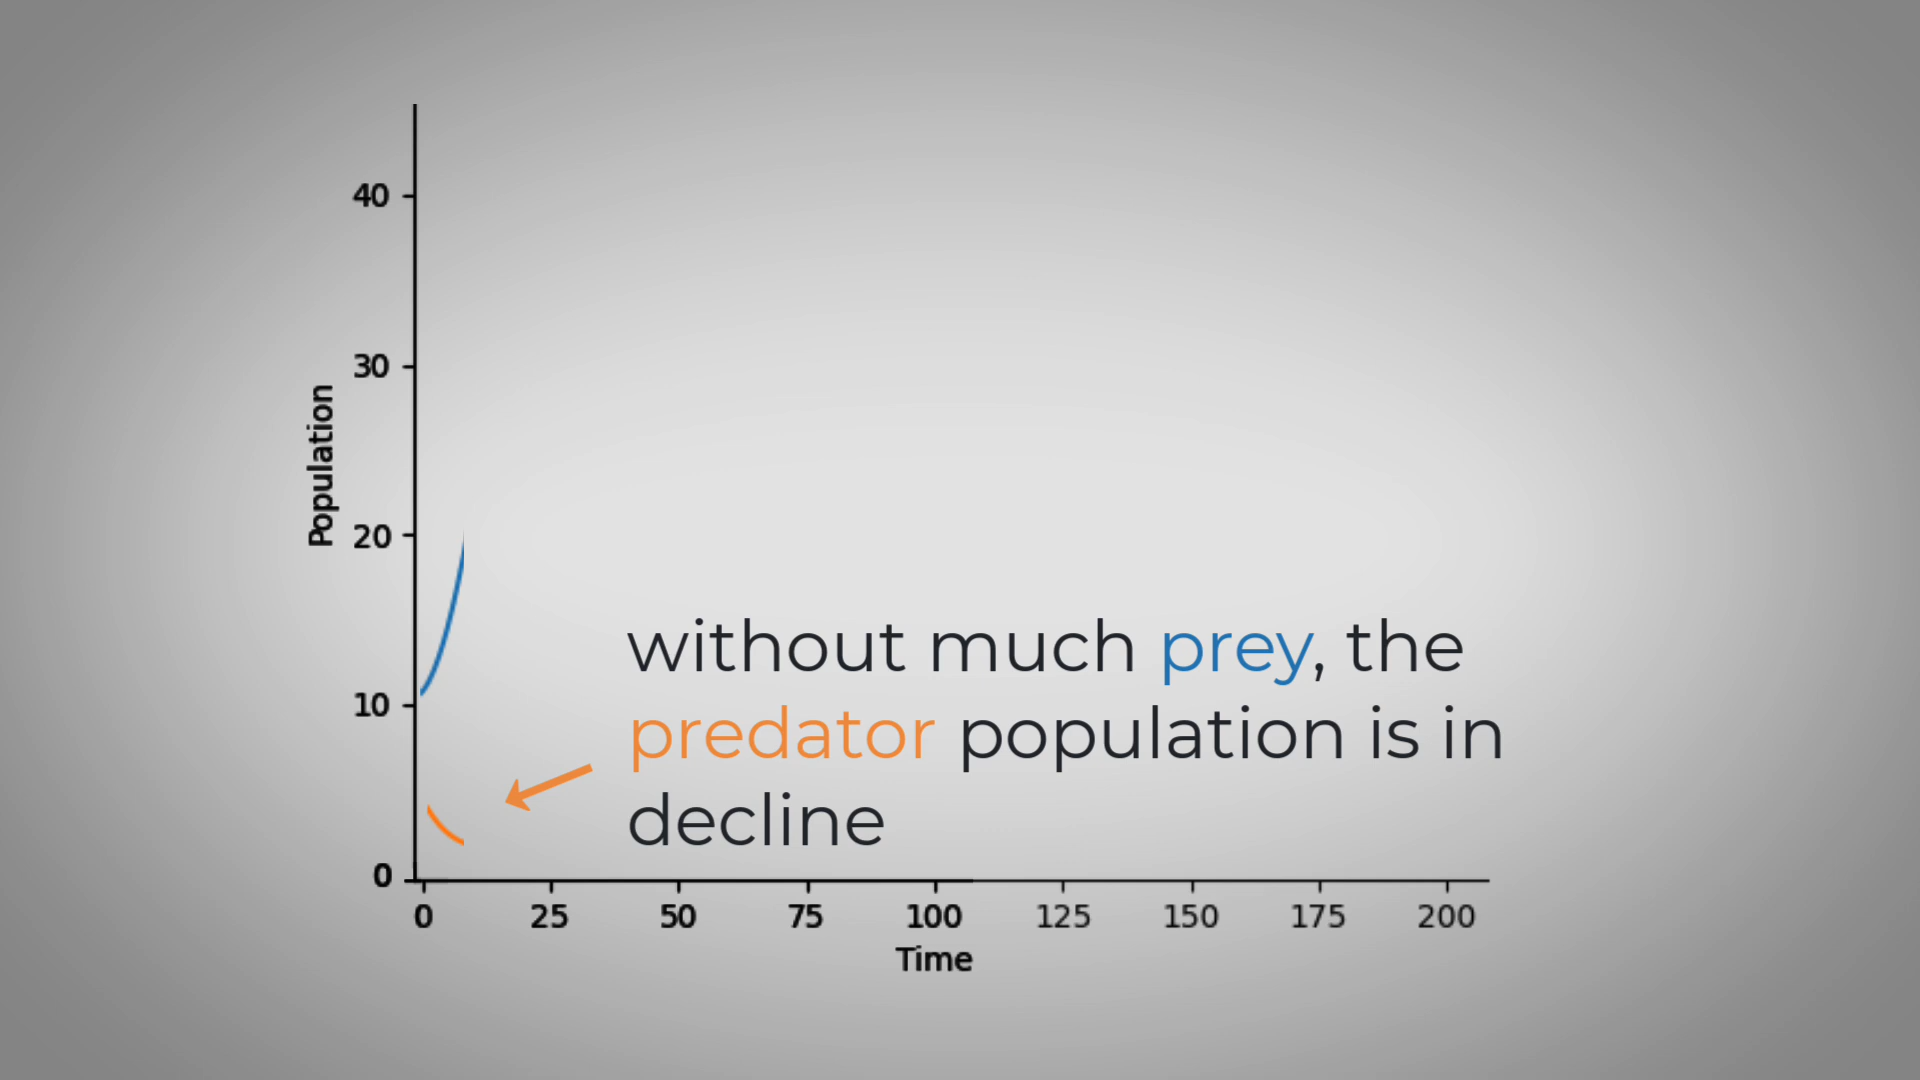 40
30
20
10
0
Population
without much prey, the
predator population is in
decline
0 25 50 75 100 125 150 175 200
Time